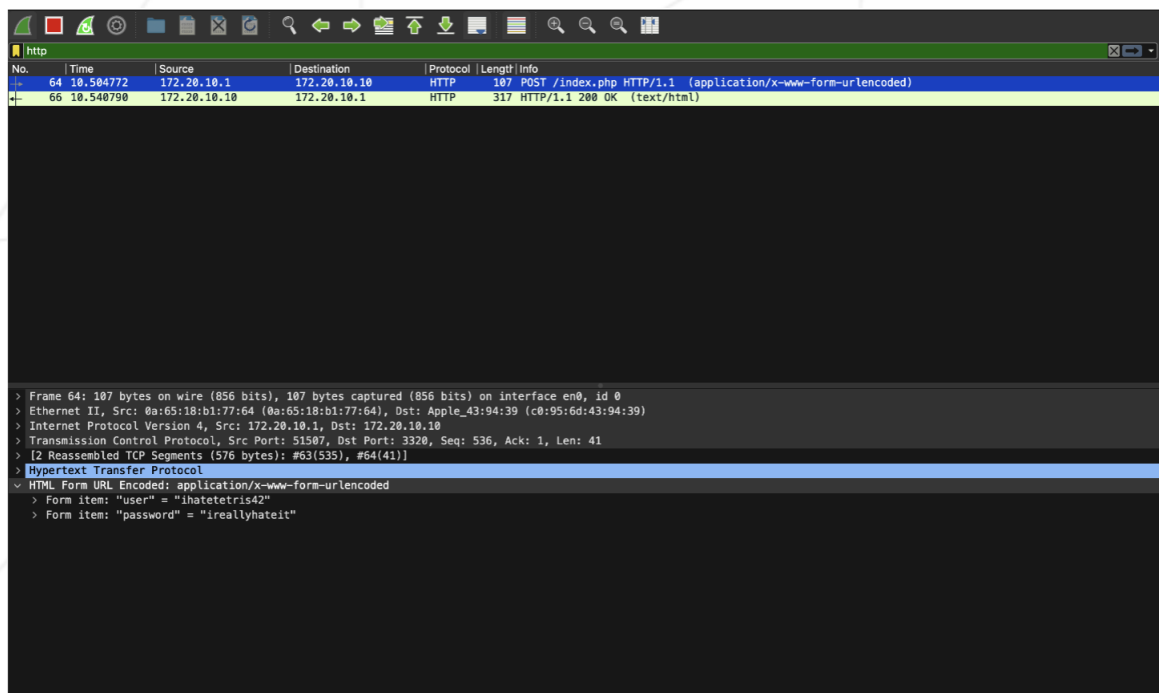 http
No. Time Source Destination Protocol Length Info
64 10.504772 172.20.10.1 172.20.10.10 HTTP 107 POST /index.php HTTP/1.1 (application/x-www-form-urlencoded)
66 10.540790 172.20.10.10 172.20.10.1 HTTP 317 HTTP/1.1 200 OK (text/html)
> Frame 64: 107 bytes on wire (856 bits), 107 bytes captured (856 bits) on interface en0, id 0
> Ethernet II, Src: 0a:65:18:b1:77:64 (0a:65:18:b1:77:64), Dst: Apple_43:94:39 (c0:95:6d:43:94:39)
> Internet Protocol Version 4, Src: 172.20.10.1, Dst: 172.20.10.10
> Transmission Control Protocol, Src Port: 51507, Dst Port: 3320, Seq: 536, Ack: 1, Len: 41
> [2 Reassembled TCP Segments (576 bytes): #63(535), #64(41)]
> Hypertext Transfer Protocol
HTML Form URL Encoded: application/x-www-form-urlencoded
> Form item: "user" = "ihatetetris42"
> Form item: "password" = "ireallyhateit"